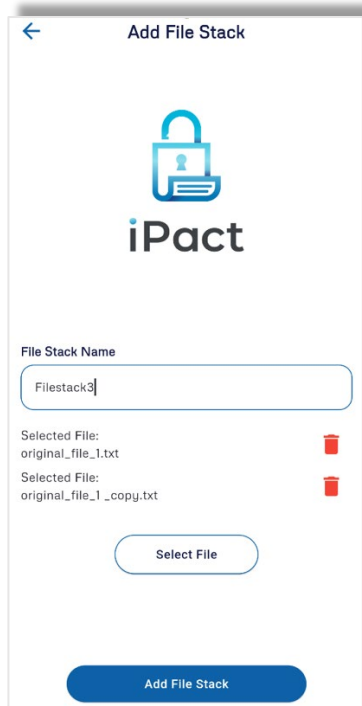 Add File Stack
iPact
File Stack Name
Filestack3
Selected File:
original_file_1.txt
Selected File:
original_file_1 _copy.txt
Select File
Add File Stack